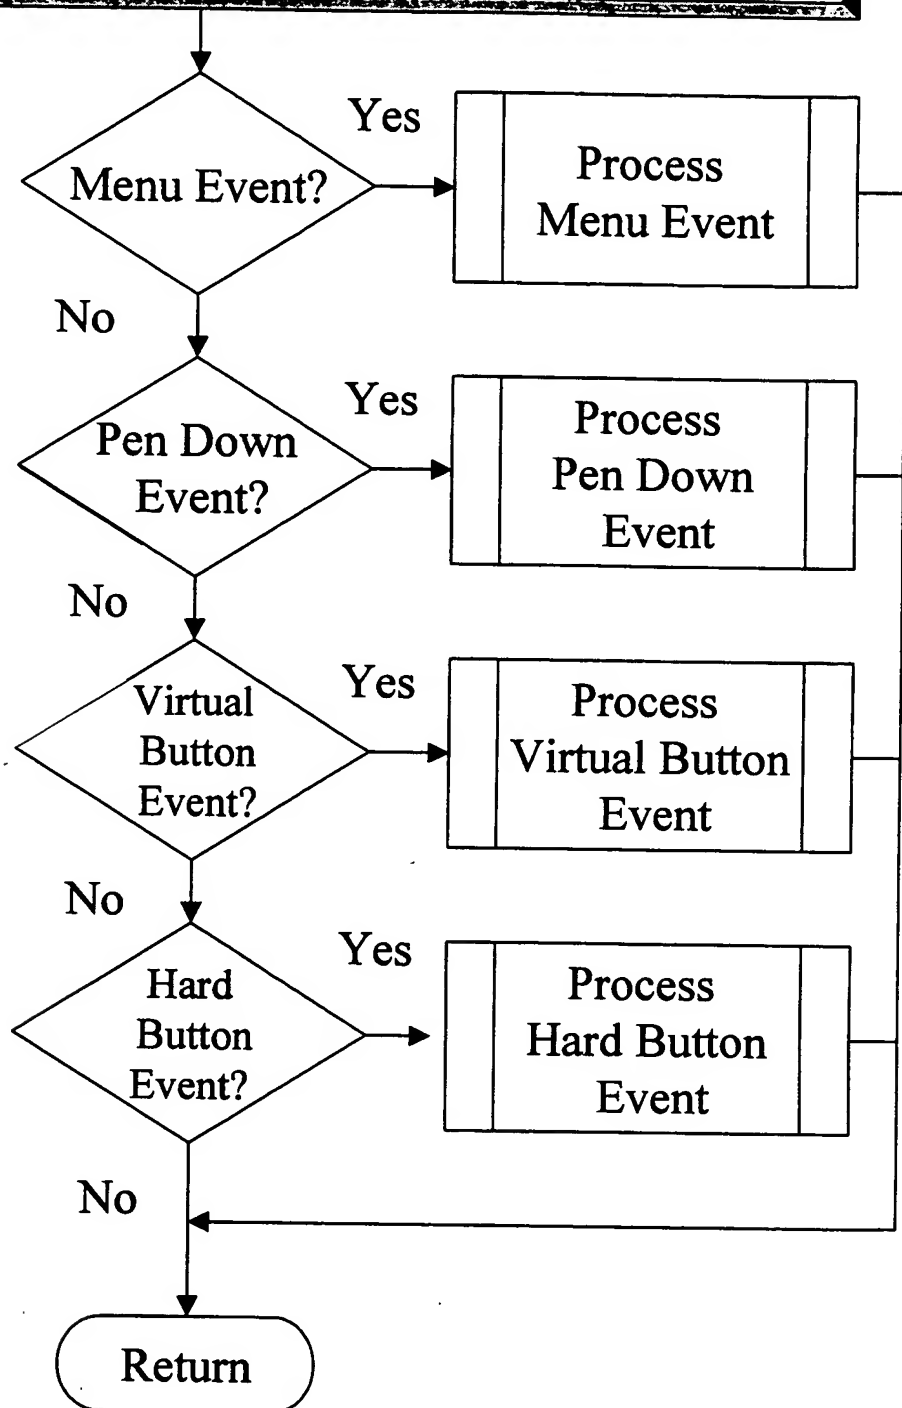 Yes
Menu Event?
Process
Menu Event
No
Yes
Pen Down
Event?
Process
Pen Down
Event
No
Yes
Virtual
Button
Event?
Process
Virtual Button
Event
No
Yes
Hard
Button
Event?
Process
Hard Button
Event
No
Return